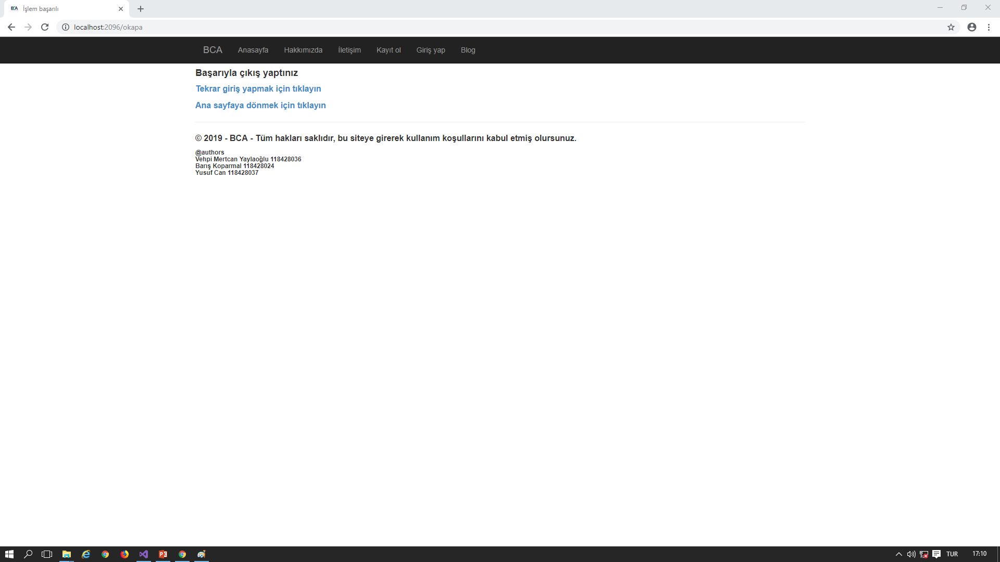 BCA İşlem başarılı
localhost:2096/okapa
BCA Anasayfa Hakkımızda İletişim Kayıt ol Giriş yap Blog
Başarıyla çıkış yaptınız
Tekrar giriş yapmak için tıklayın
Ana sayfaya dönmek için tıklayın
© 2019 - BCA - Tüm hakları saklıdır, bu siteye girerek kullanım koşullarını kabul etmiş olursunuz.
@authors
Vehpi Mertcan Yaylaoğlu 118428036
Barış Koparmal 118428024
Yusuf Can 118428037
TUR 17:10